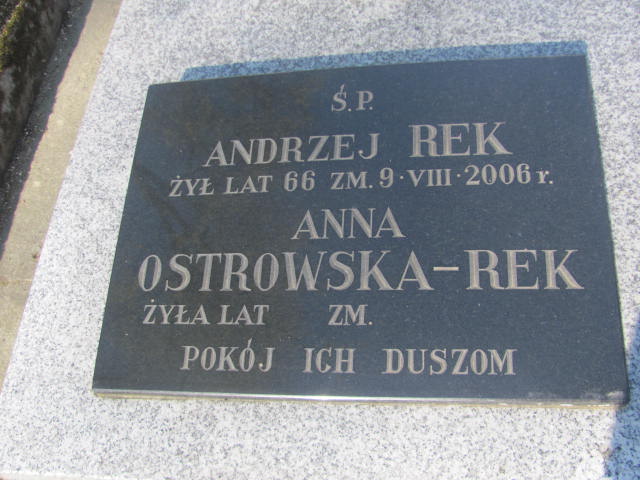 Ś.P.
ANDRZEJ REK
ŻYŁ LAT 66 ZM. 9·VIII·2006 r.
ANNA
OSTROWSKA-REK
ŻYŁA LAT ZM.
POKÓJ ICH DUSZOM